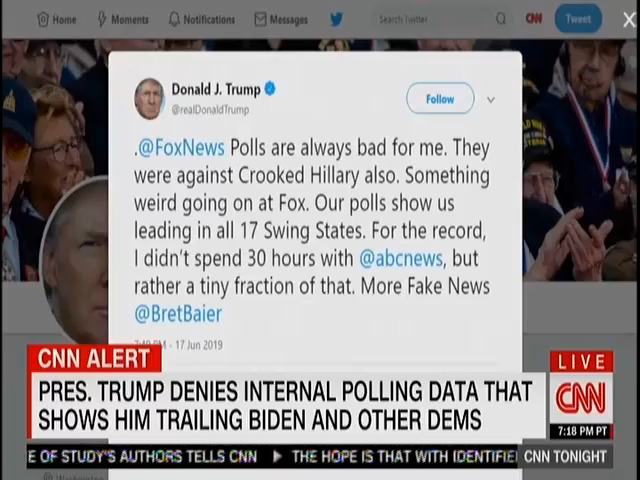 Home Moments Notifications Messages Search Twitter CNN Tweet X
Donald J. Trump
@realDonaldTrump
Follow
.@FoxNews Polls are always bad for me. They
were against Crooked Hillary also. Something
weird going on at Fox. Our polls show us
leading in all 17 Swing States. For the record,
I didn't spend 30 hours with @abcnews, but
rather a tiny fraction of that. More Fake News
@BretBaier
PM - 17 Jun 2019
CNN ALERT
PRES. TRUMP DENIES INTERNAL POLLING DATA THAT
SHOWS HIM TRAILING BIDEN AND OTHER DEMS
LIVE
CNN
7:18 PM PT
E OF STUDY'S AUTHORS TELLS CNN ▶ THE HOPE IS THAT WITH IDENTIFIE
CNN TONIGHT